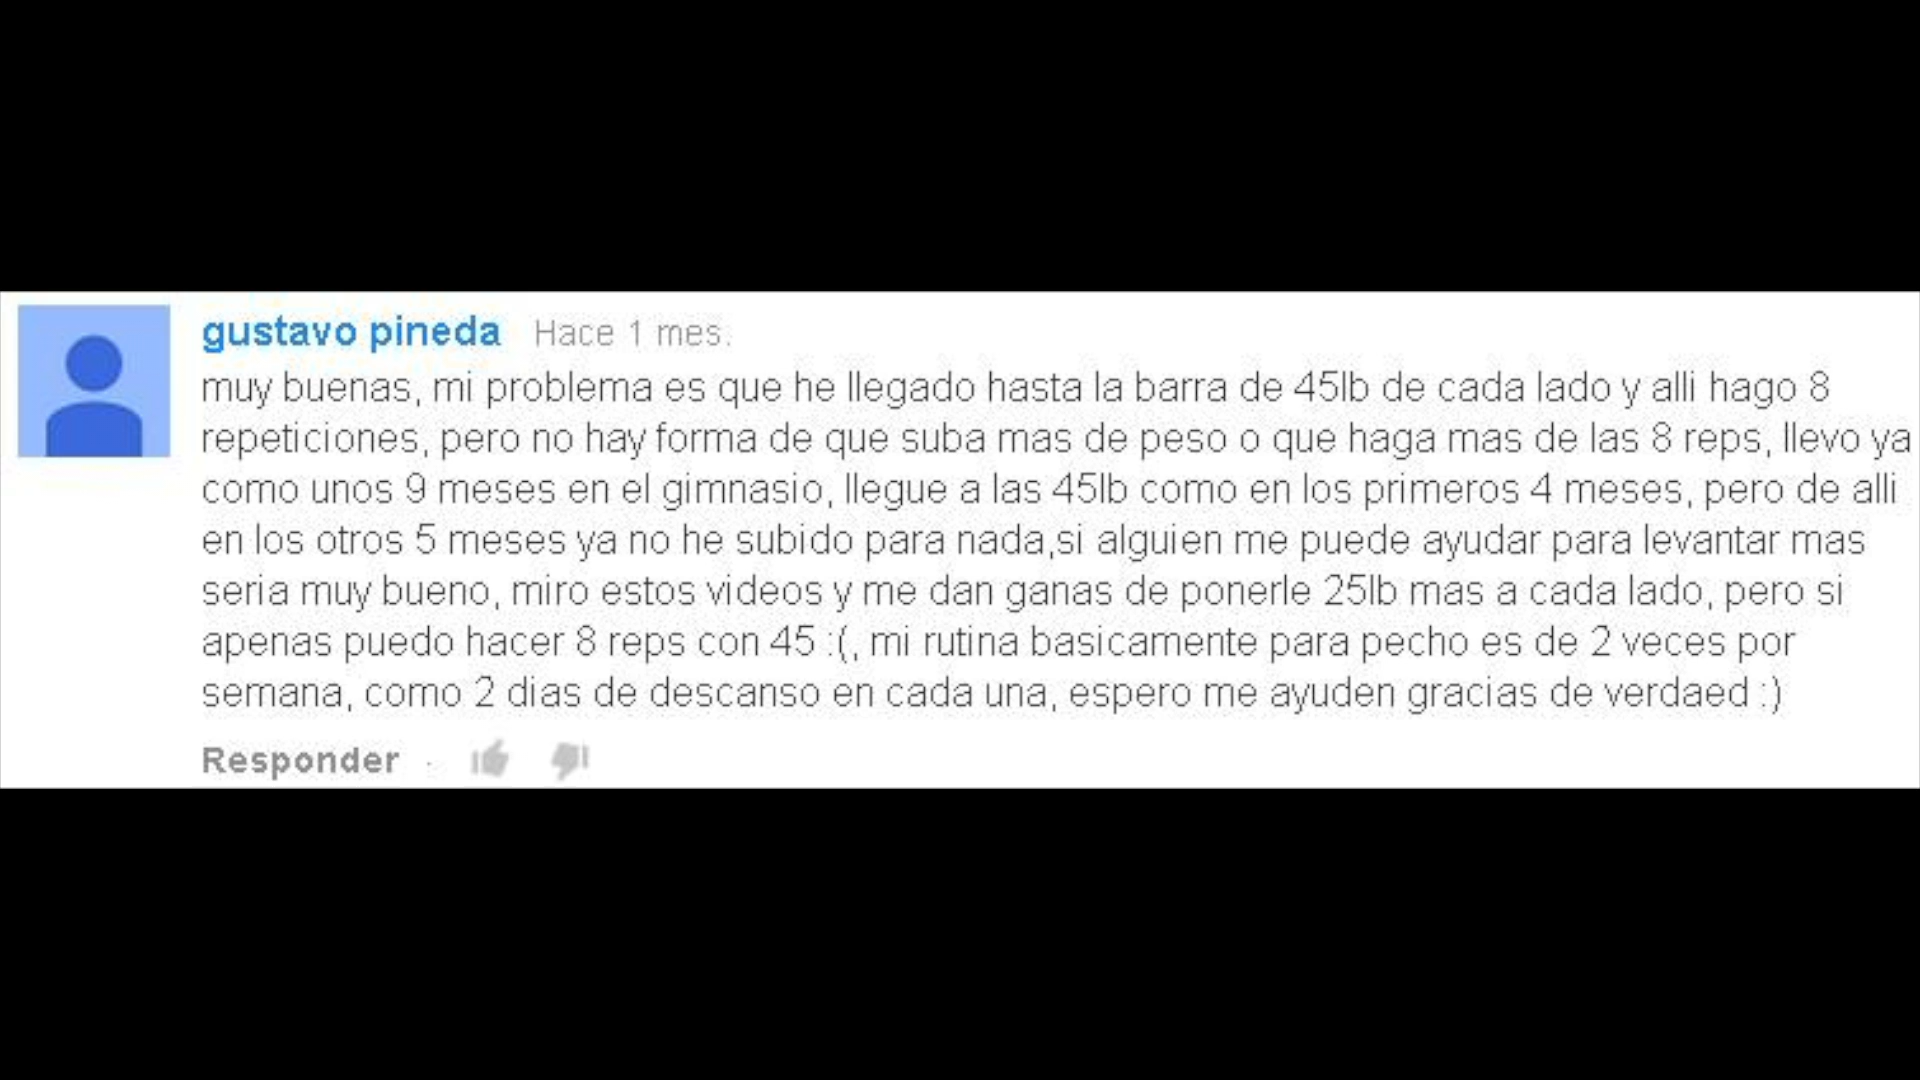 gustavo pineda Hace 1 mes.
muy buenas, mi problema es que he llegado hasta la barra de 45lb de cada lado y alli hago 8
repeticiones, pero no hay forma de que suba mas de peso o que haga mas de las 8 reps, llevo ya
como unos 9 meses en el gimnasio, llegue a las 45lb como en los primeros 4 meses, pero de alli
en los otros 5 meses ya no he subido para nada,si alguien me puede ayudar para levantar mas
seria muy bueno, miro estos videos y me dan ganas de ponerle 25lb mas a cada lado, pero si
apenas puedo hacer 8 reps con 45 :(, mi rutina basicamente para pecho es de 2 veces por
semana, como 2 dias de descanso en cada una, espero me ayuden gracias de verdaed :)
Responder ·